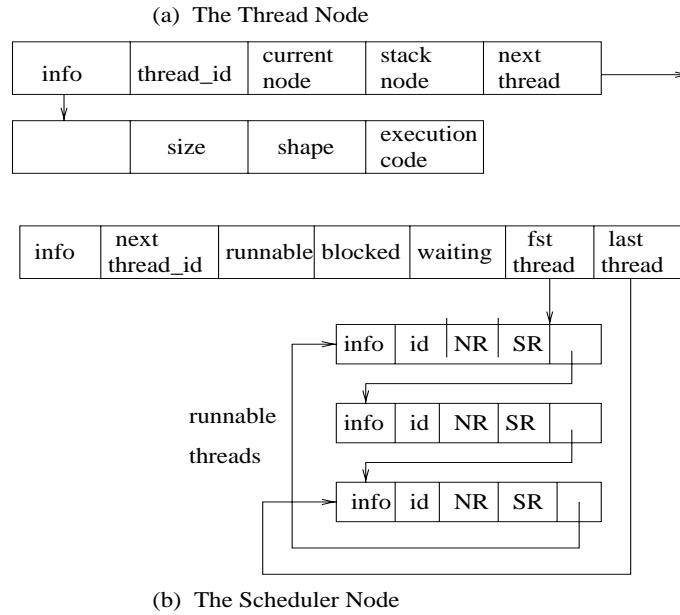 (a) The Thread Node
info thread_id current node stack node next thread
size shape execution code
info next thread_id runnable blocked waiting fst thread last thread
info id NR SR
runnable threads
info id NR SR
info id NR SR
(b) The Scheduler Node